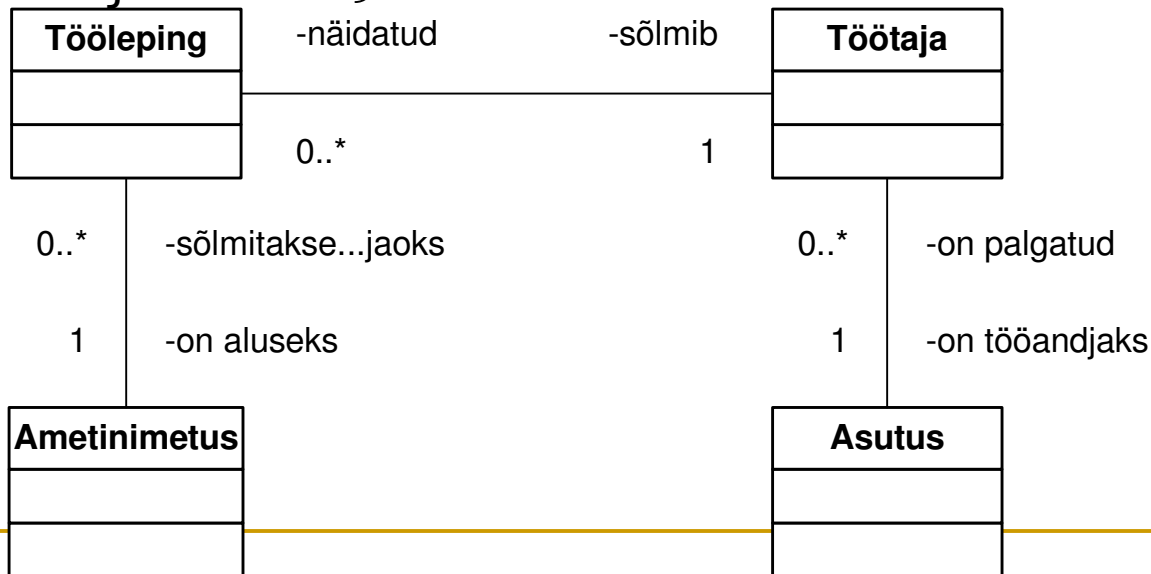 Tööleping -näidatud -sõlmib Töötaja
0..* 1
0..* -sõlmitakse...jaoks 0..* -on palgatud
1 -on aluseks 1 -on tööandjaks
Ametinimetus Asutus